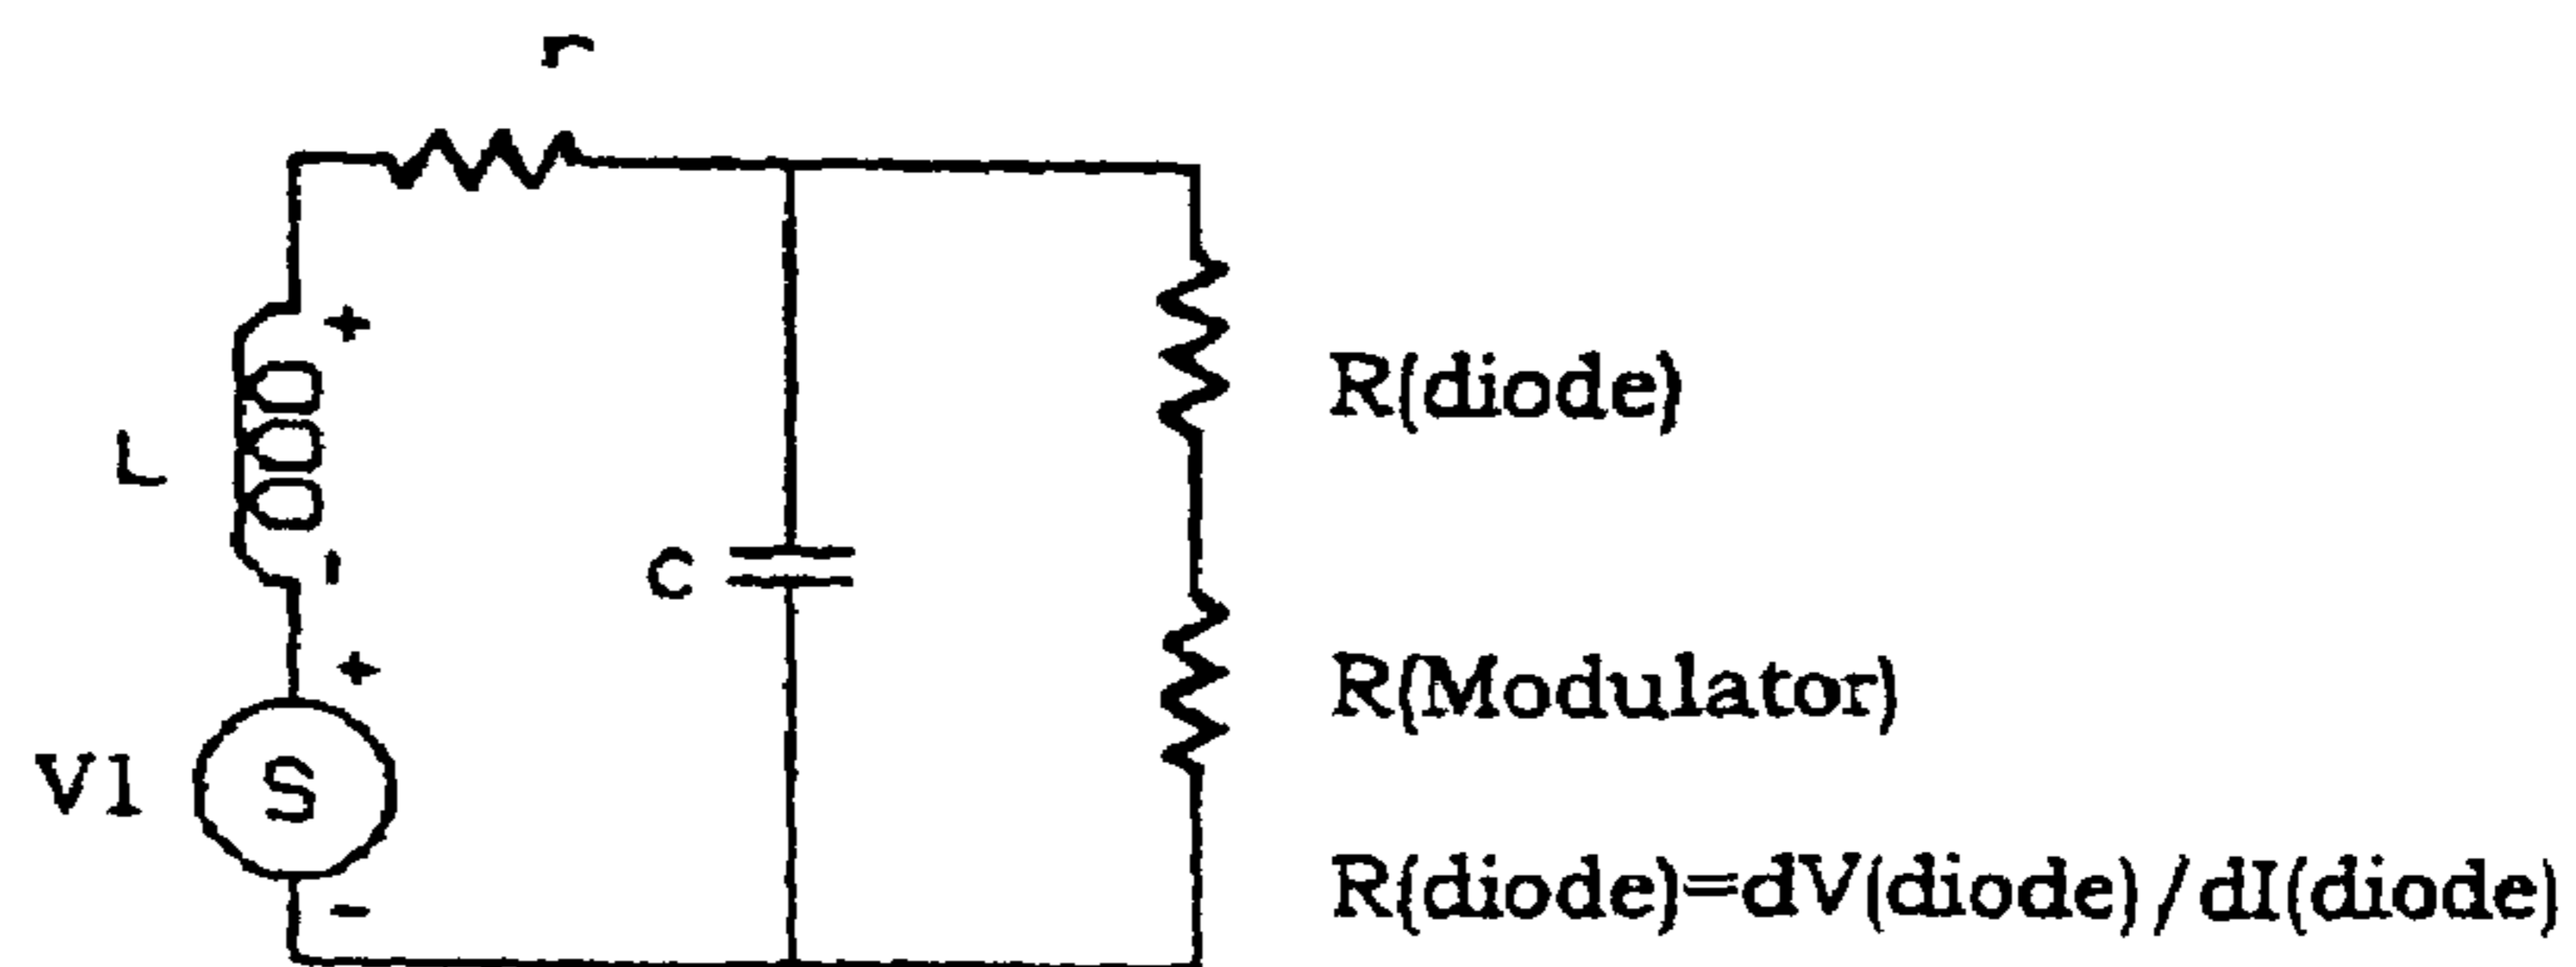 r
+
R(diode)
L
-
C
+
R(Modulator)
V1
S
R(diode)=dV(diode)/dI(diode)
-